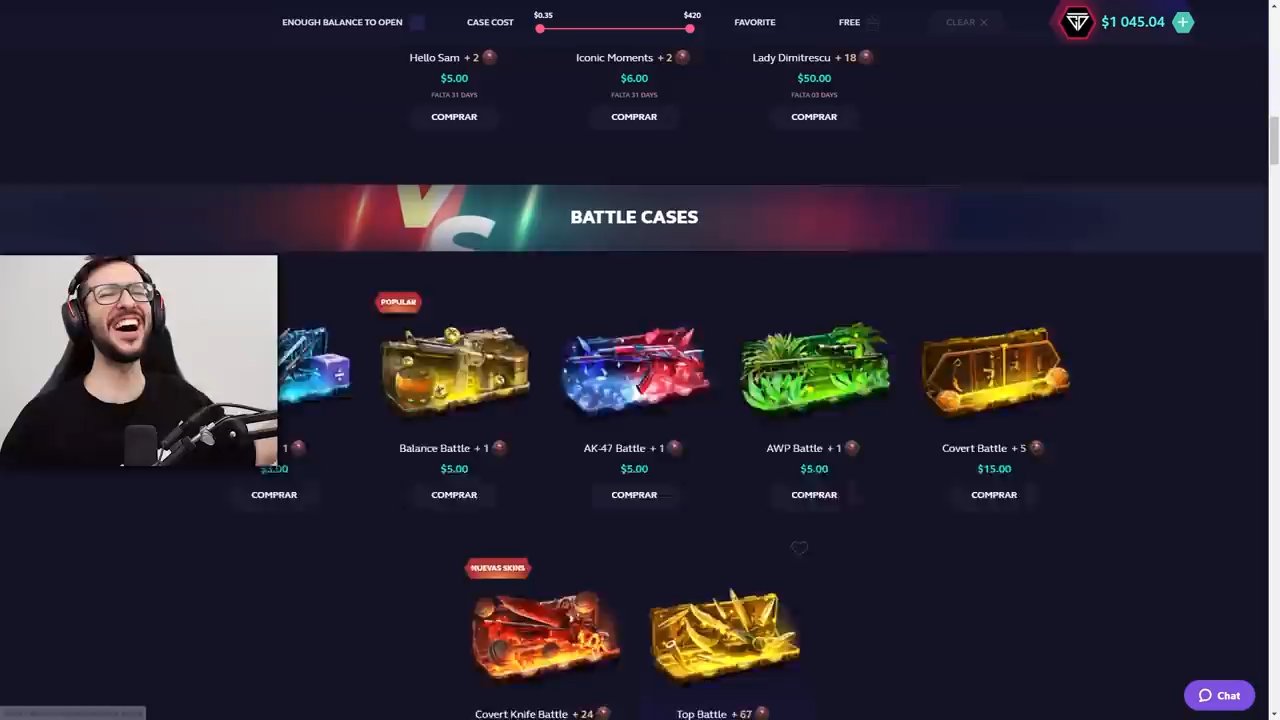 ENOUGH BALANCE TO OPEN
CASE COST
$0.35
$420
FAVORITE
FREE
CLEAR ×
$1 045.04
Hello Sam + 2
Iconic Moments + 2
Lady Dimitrescu + 18
$5.00
$6.00
$50.00
FALTA 31 DAYS
FALTA 31 DAYS
FALTA 03 DAYS
COMPRAR
COMPRAR
COMPRAR
VS
BATTLE CASES
POPULAR
1
Balance Battle + 1
AK-47 Battle + 1
AWP Battle + 1
Covert Battle + 5
$5.00
$5.00
$5.00
$15.00
COMPRAR
COMPRAR
COMPRAR
COMPRAR
COMPRAR
NUEVAS SKINS
Covert Knife Battle + 24
Top Battle + 67
Chat